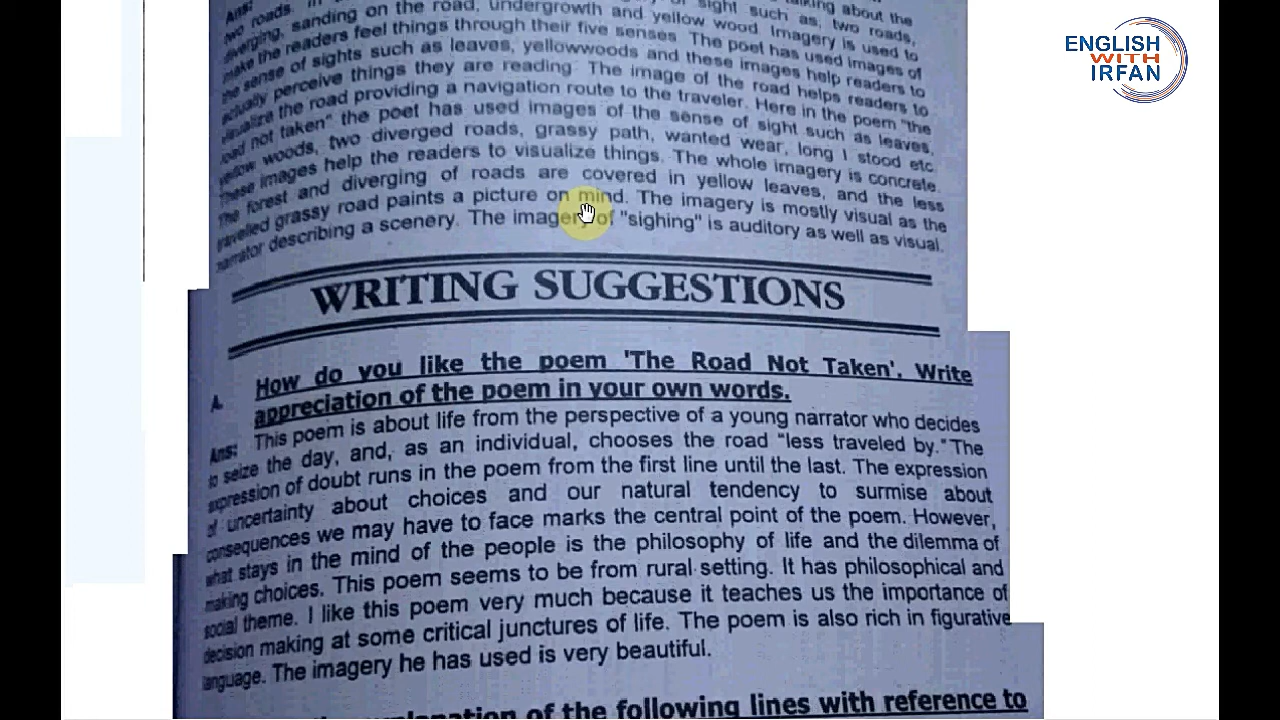 Ans: talking about the
two roads. In sight such as, two roads,
diverging, sanding on the road, undergrowth and yellow wood. Imagery is used to
make the readers feel things through their five senses. The poet has used images of
the sense of sights such as leaves, yellowwoods and these images help readers to
actually perceive things they are reading. The image of the road helps readers to
visualize the road providing a navigation route to the traveler. Here in the poem "the
road not taken" the poet has used images of the sense of sight such as leaves,
yellow woods, two diverged roads, grassy path, wanted wear, long I stood etc.
These images help the readers to visualize things. The whole imagery is concrete.
The forest and diverging of roads are covered in yellow leaves, and the less
travelled grassy road paints a picture on mind. The imagery is mostly visual as the
narrator describing a scenery. The imagery of "sighing" is auditory as well as visual.
WRITING SUGGESTIONS
A. How do you like the poem 'The Road Not Taken'. Write
appreciation of the poem in your own words.
Ans: This poem is about life from the perspective of a young narrator who decides
to seize the day, and, as an individual, chooses the road "less traveled by." The
expression of doubt runs in the poem from the first line until the last. The expression
of uncertainty about choices and our natural tendency to surmise about
consequences we may have to face marks the central point of the poem. However,
what stays in the mind of the people is the philosophy of life and the dilemma of
making choices. This poem seems to be from rural setting. It has philosophical and
social theme. I like this poem very much because it teaches us the importance of
decision making at some critical junctures of life. The poem is also rich in figurative
language. The imagery he has used is very beautiful.
explanation of the following lines with reference to
ENGLISH
WITH
IRFAN